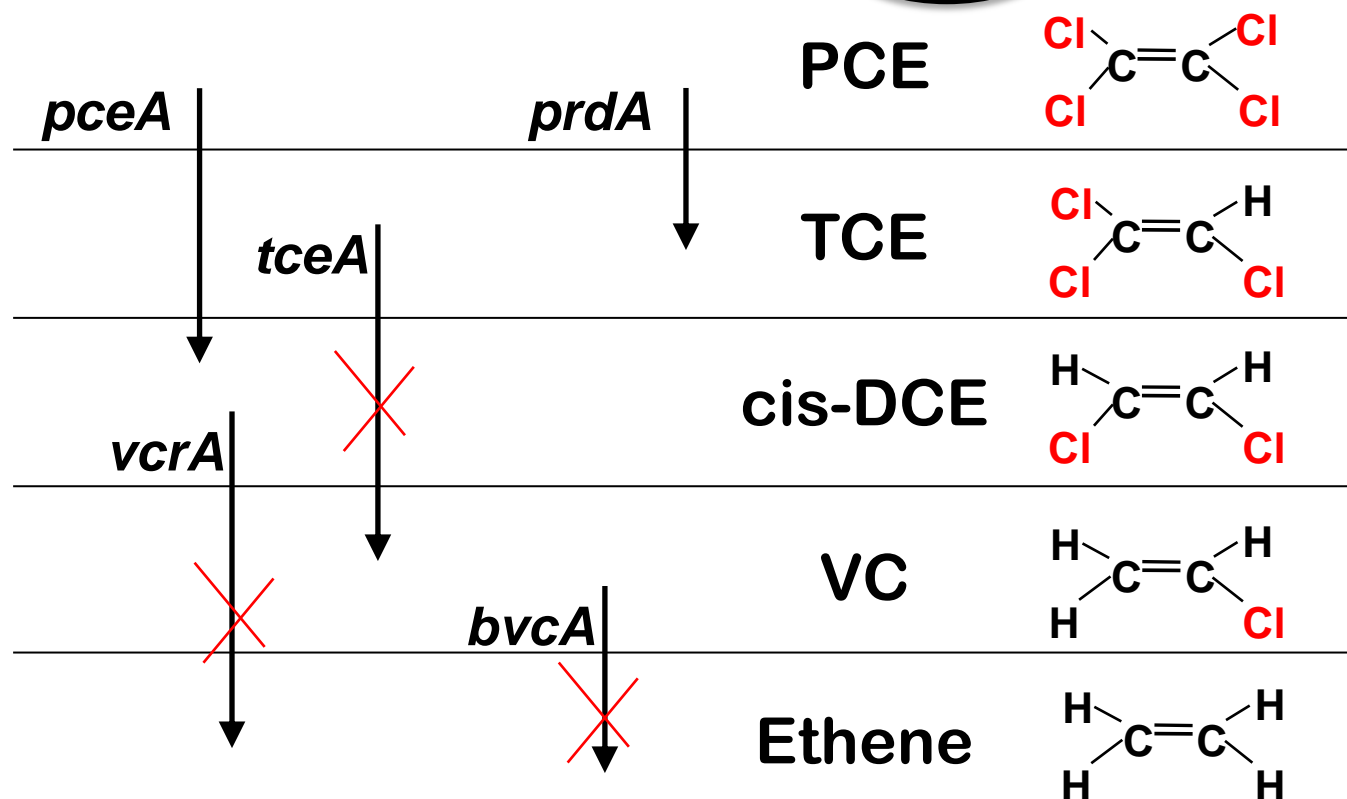 PCE
Cl Cl
C C
Cl Cl
pceA prdA
TCE
Cl H
C C
Cl Cl
tceA
cis-DCE
H H
C C
Cl Cl
vcrA
VC
H H
C C
H Cl
bvcA
Ethene
H H
C C
H H